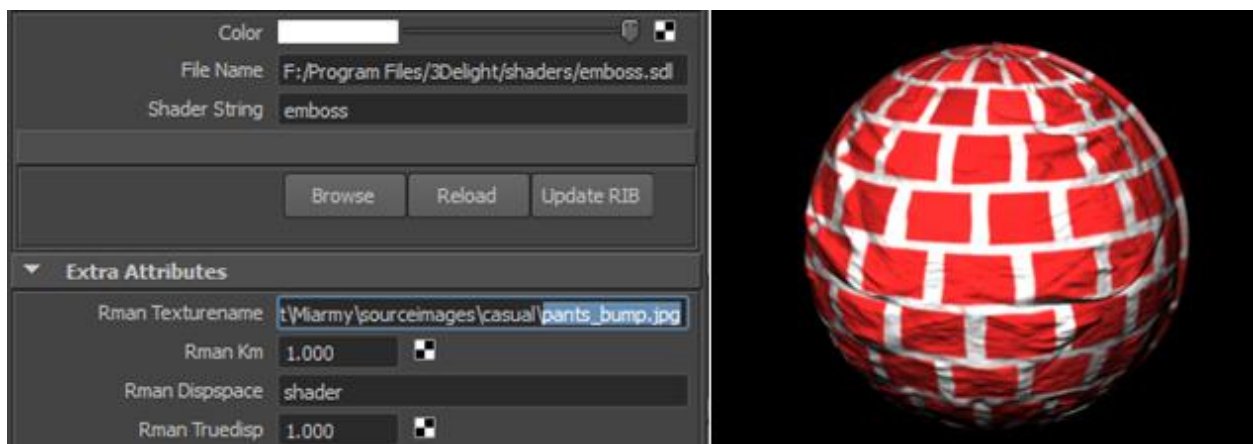 Color
File Name F:/Program Files/3Delight/shaders/emboss.sdl
Shader String emboss
Browse Reload Update RIB
Extra Attributes
Rman Texturename t\Miarmy\sourceimages\casual\pants_bump.jpg
Rman Km 1.000
Rman Dispspace shader
Rman Truedisp 1.000